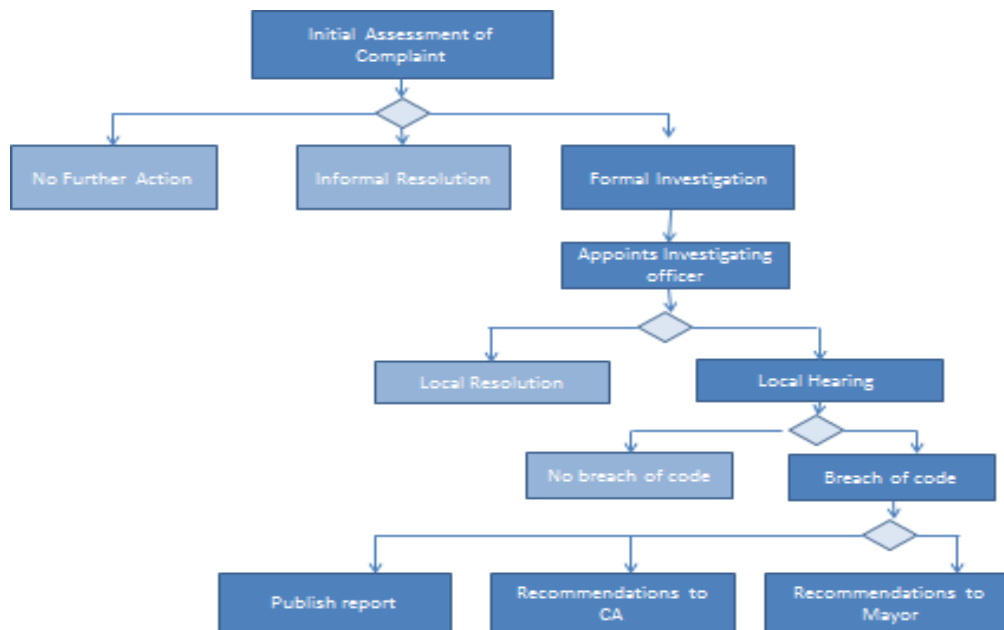 Initial Assessment of
Complaint
No Further Action
Informal Resolution
Formal Investigation
Appoints Investigating
officer
Local Resolution
Local Hearing
No breach of code
Breach of code
Publish report
Recommendations to
CA
Recommendations to
Mayor